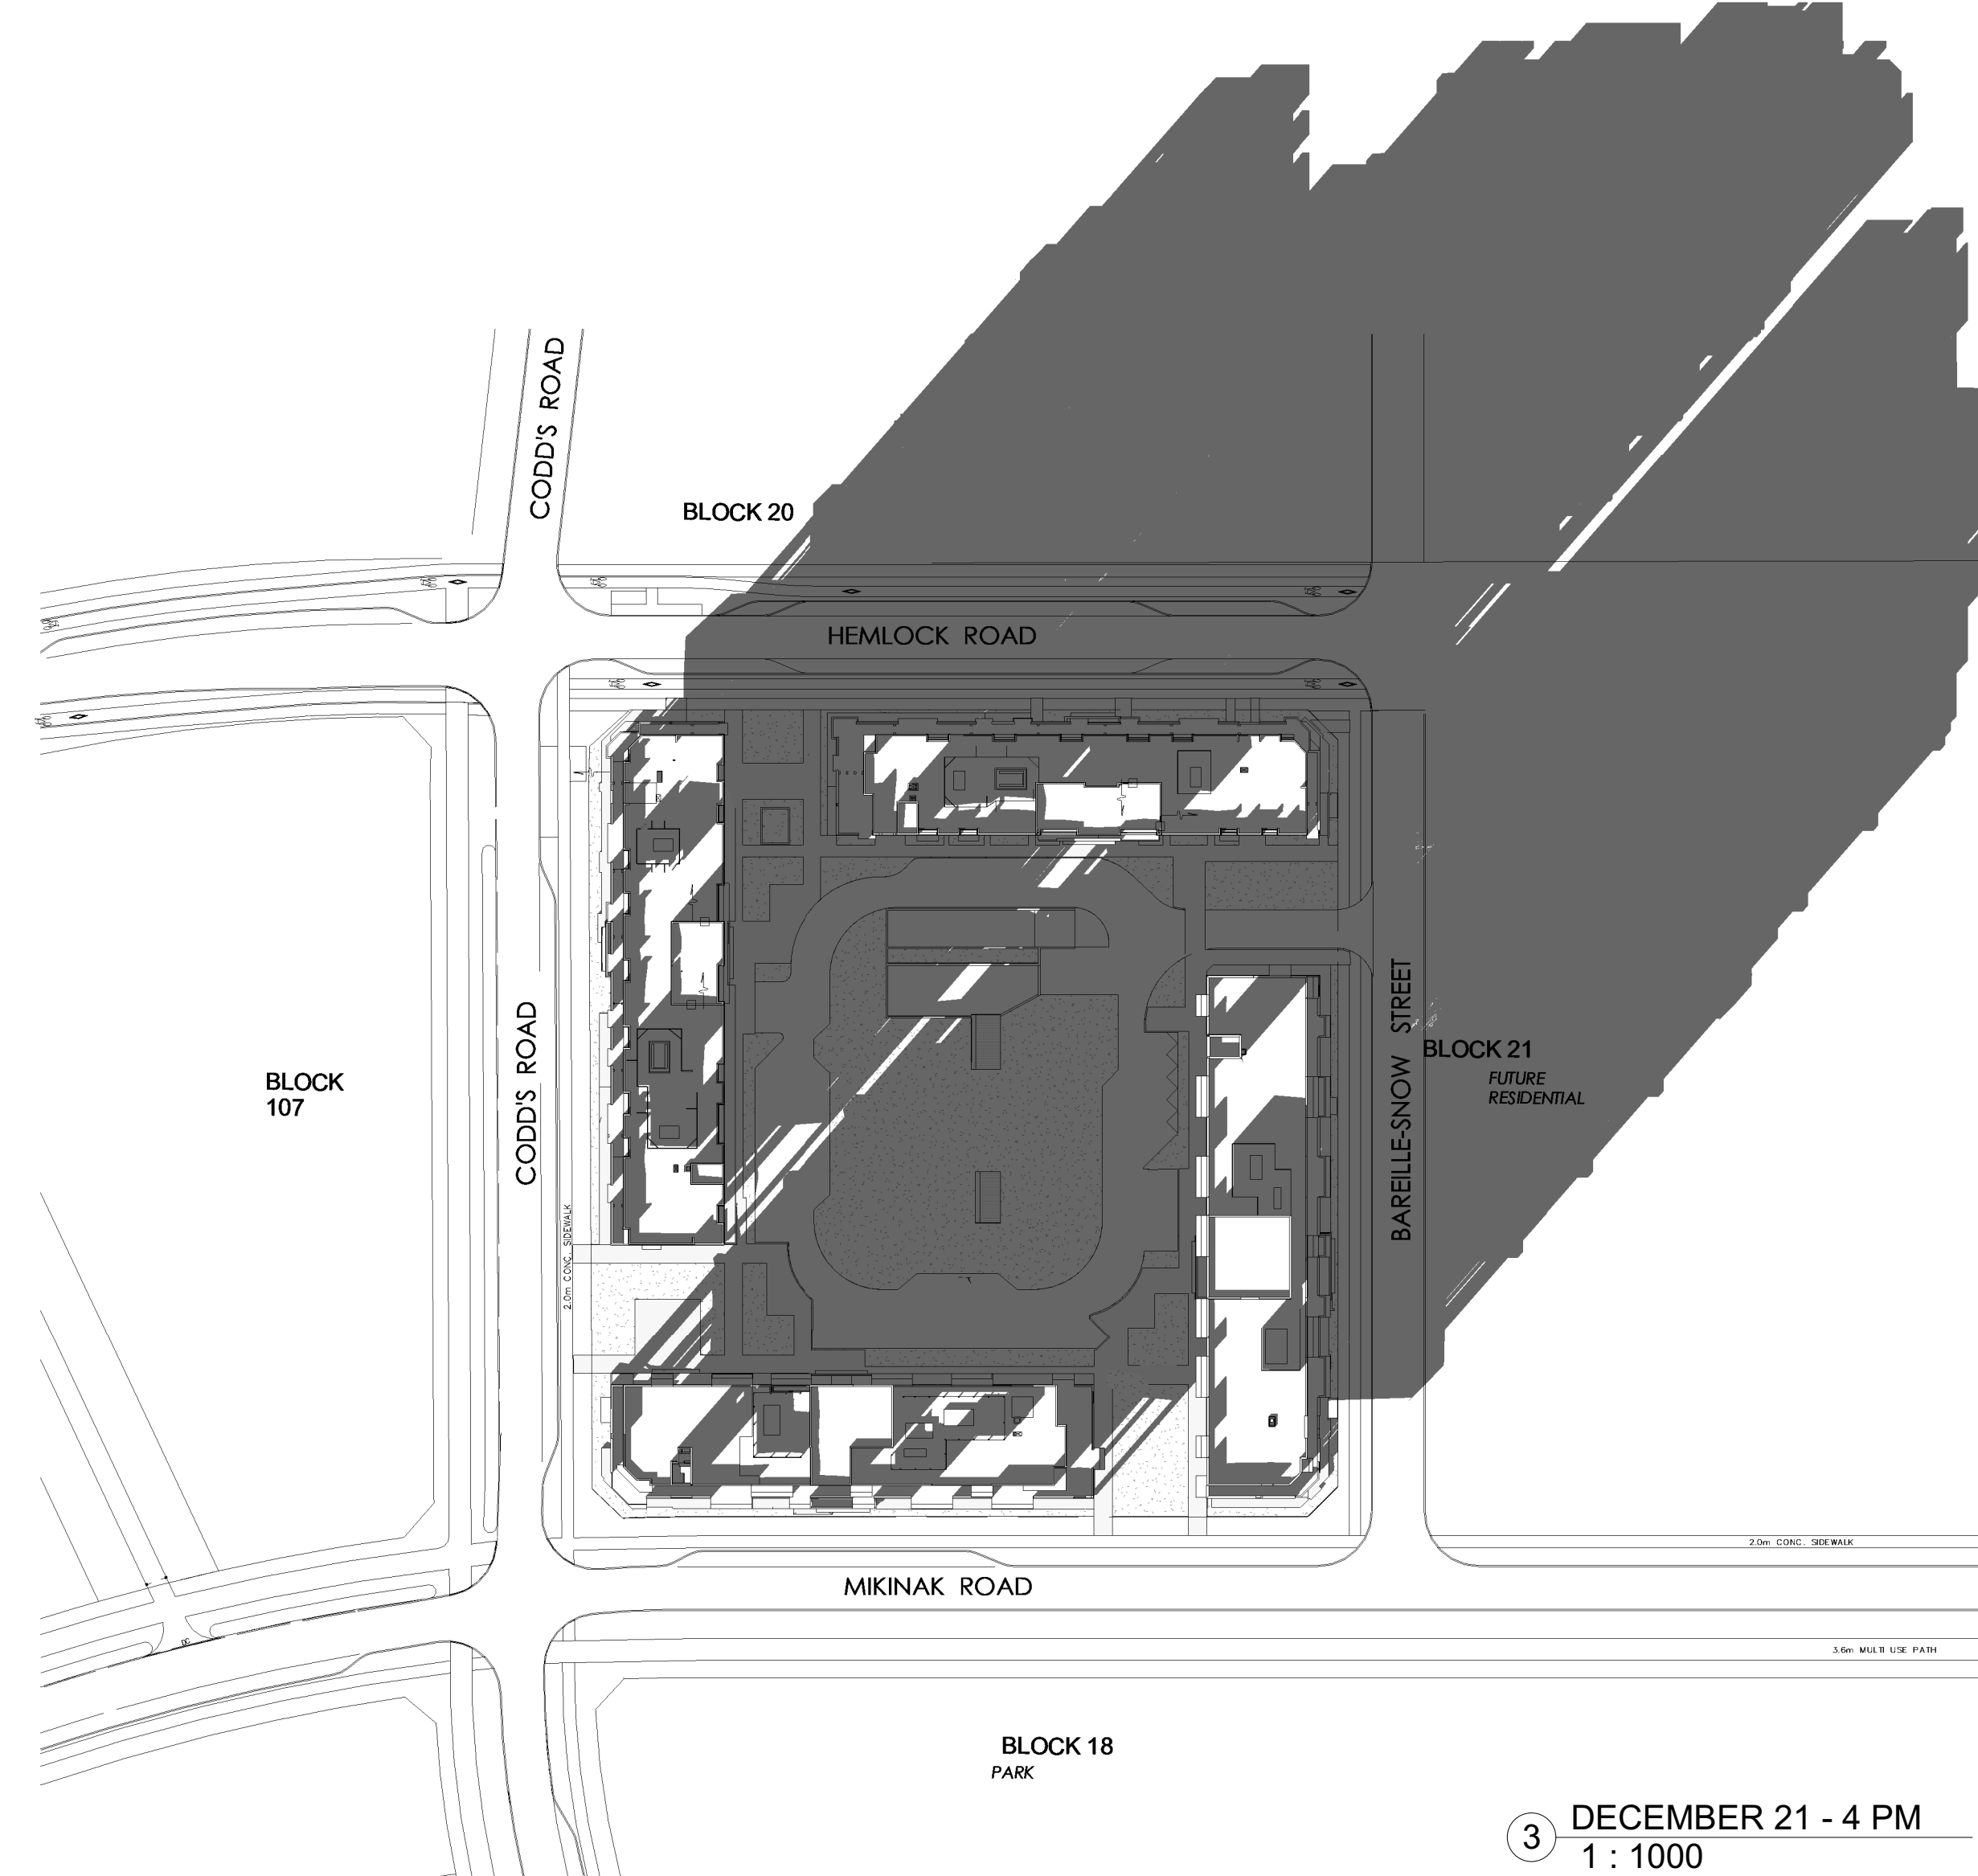 CODD'S ROAD
BLOCK 20
HEMLOCK ROAD
BLOCK
107
CODD'S ROAD
2.0m CONC. SIDEWALK
BAREILLE-SNOW STREET
BLOCK 21
FUTURE
RESIDENTIAL
2.0m CONC. SIDEWALK
MIKINAK ROAD
DC
3.6m MULTI USE PATH
BLOCK 18
PARK
3
DECEMBER 21 - 4 PM
1 : 1000